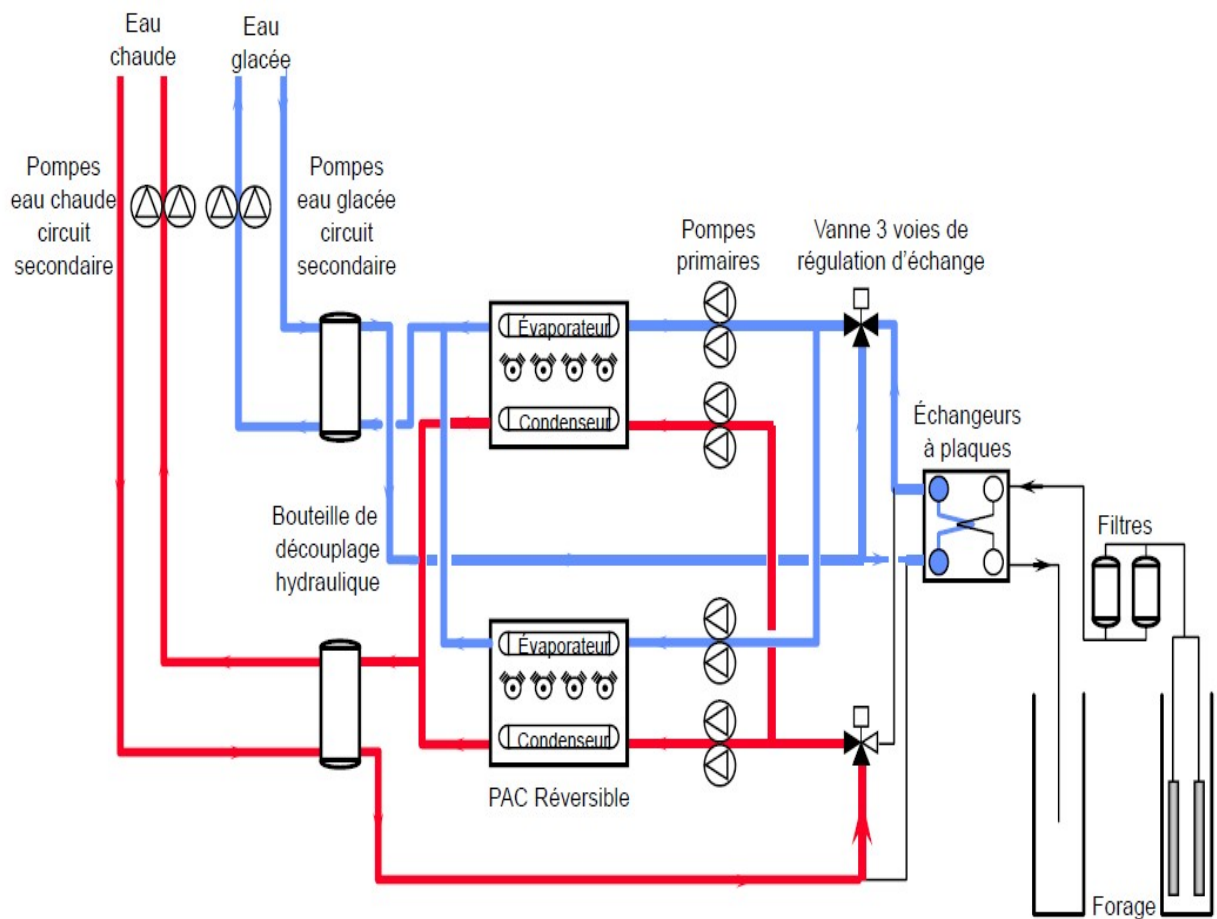 Eau
chaude
Eau
glacée
Pompes
eau chaude
circuit
secondaire
Pompes
eau glacée
circuit
secondaire
Pompes
primaires
Vanne 3 voies de
régulation d'échange
Évaporateur
Condenseur
Échangeurs
à plaques
Filtres
Bouteille de
découplage
hydraulique
Évaporateur
Condenseur
PAC Réversible
Forage